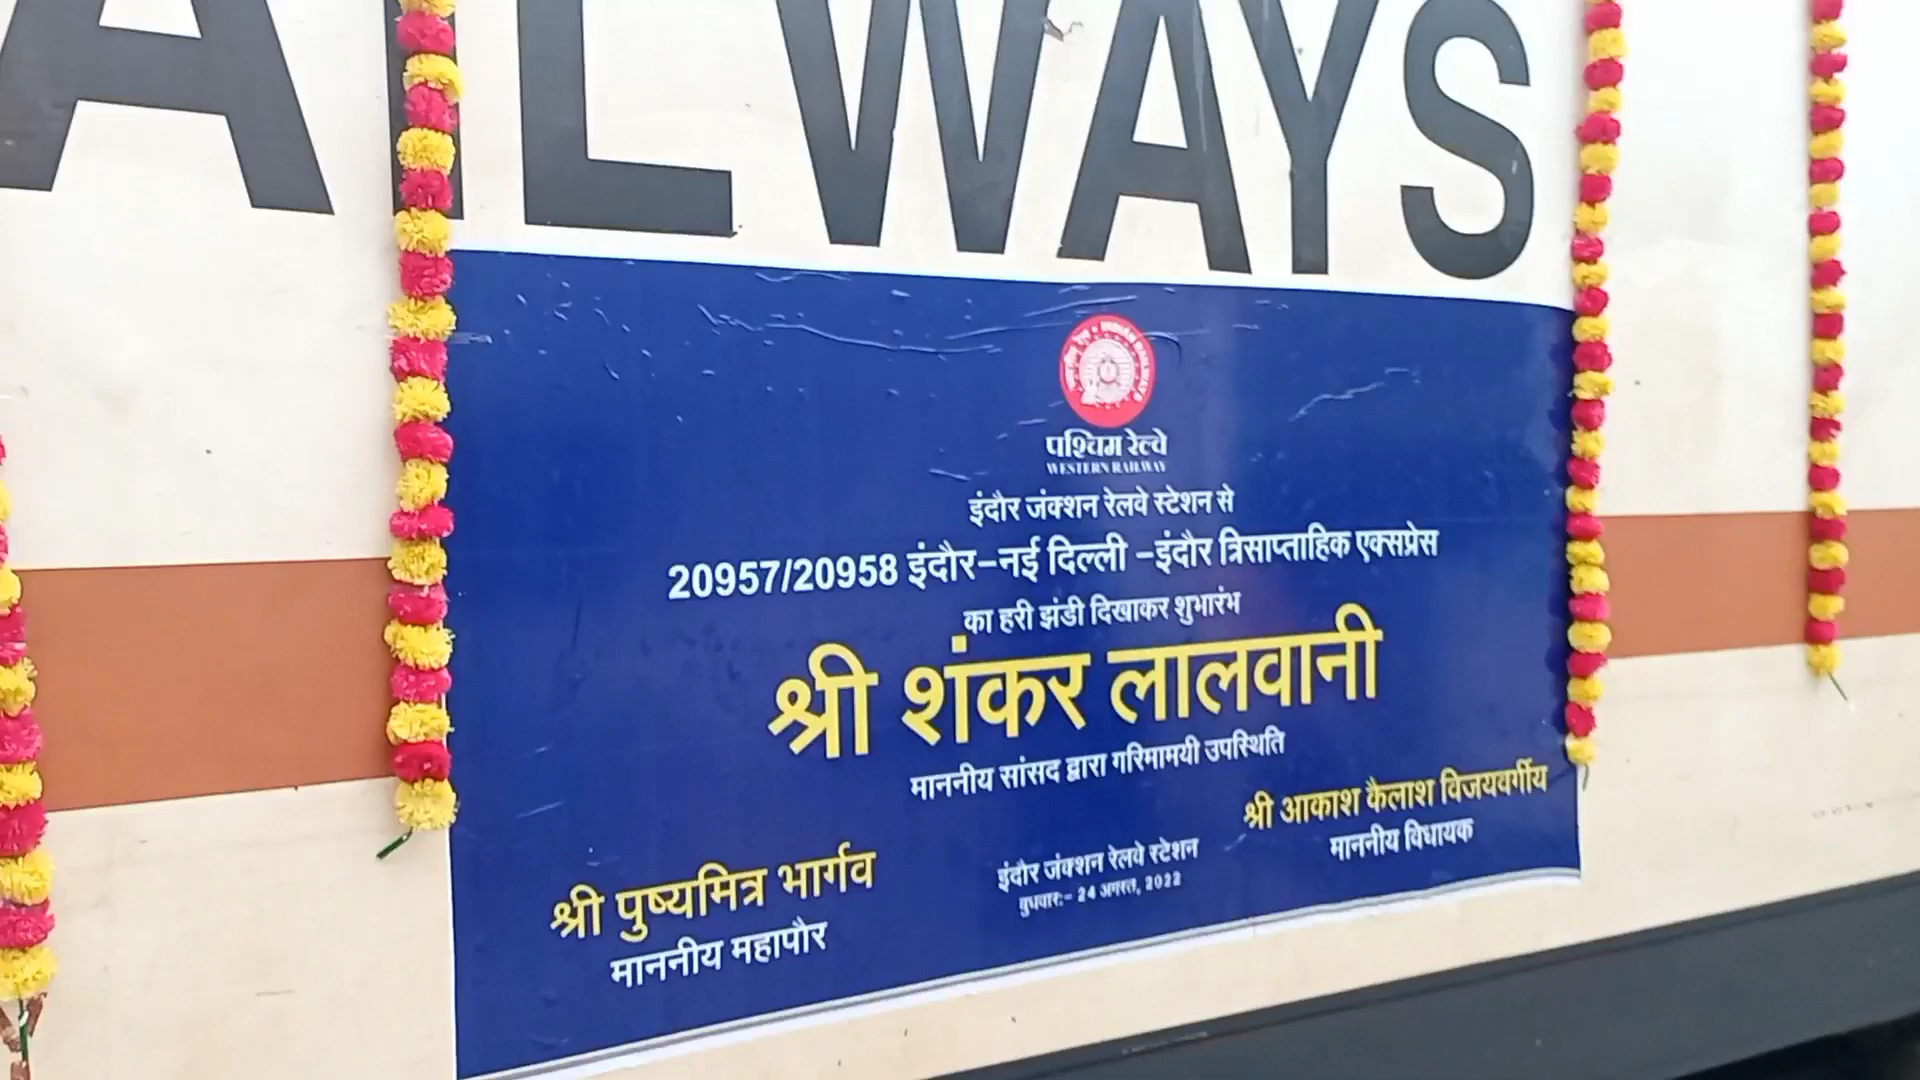 AILWAYS
पश्चिम रेल्वे
WESTERN RAILWAY
इंदौर जंक्शन रेलवे स्टेशन से
20957/20958 इंदौर-नई दिल्ली -इंदौर त्रिसाप्ताहिक एक्सप्रेस
का हरी झंडी दिखाकर शुभारंभ
श्री शंकर लालवानी
माननीय सांसद द्वारा गरिमामयी उपस्थिति
श्री पुष्यमित्र भार्गव
माननीय महापौर
इंदौर जंक्शन रेलवे स्टेशन
बुधवार:- 24 अगस्त, 2022
श्री आकाश कैलाश विजयवर्गीय
माननीय विधायक